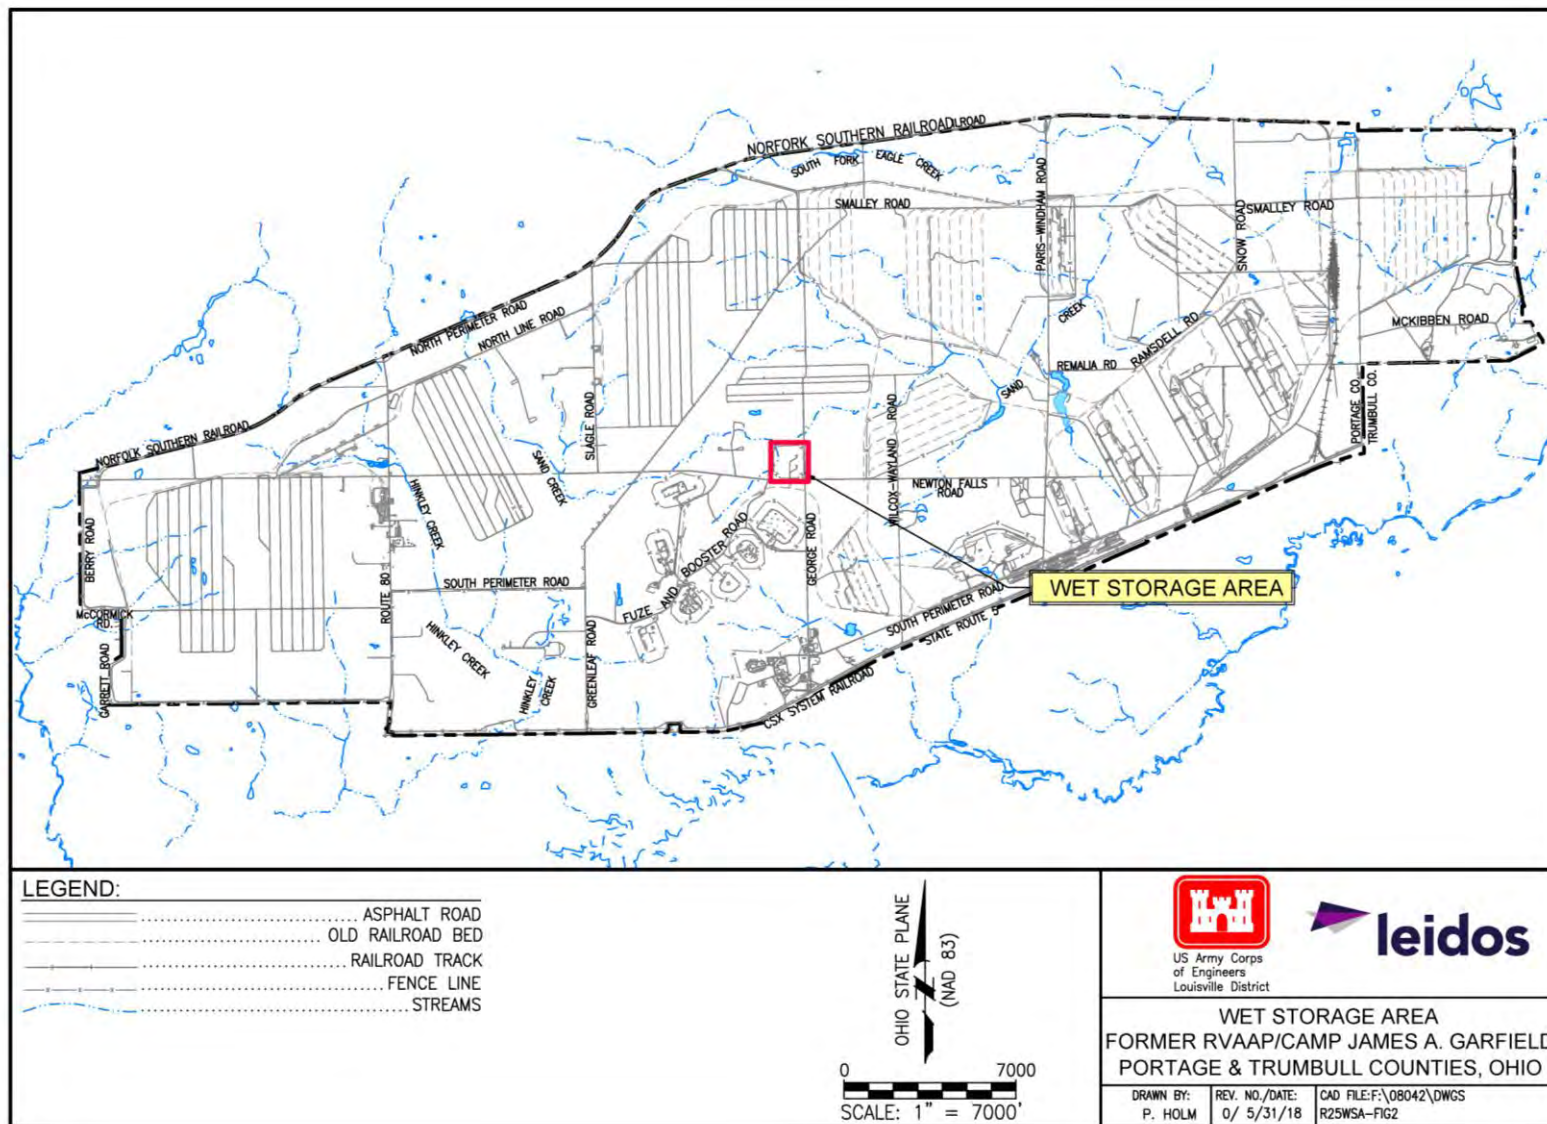 NORFORK SOUTHERN RAILROADLROAD
SOUTH FORK EAGLE CREEK
SMALLEY ROAD
PARIS-WINDHAM ROAD
SNOW ROAD
SMALLEY ROAD
MCKIBBEN ROAD
NORTH PERIMETER ROAD
NORTH LINE ROAD
CREEK
RAMSDELL RD
REMALIA RD
SAND
PORTAGE CO.
TRUMBULL CO.
NORFOLK SOUTHERN RAILROAD
SLAGLE ROAD
SAND CREEK
WILCOX-WAYLAND ROAD
NEWTON FALLS
ROAD
HINKLEY CREEK
BERRY ROAD
ROUTE 80
SOUTH PERIMETER ROAD
FUZE AND BOOSTER ROAD
GEORGE ROAD
WET STORAGE AREA
McCORMICK
RD.
GARRETT ROAD
HINKLEY CREEK
HINKLEY
CREEK
GREENLEAF ROAD
SOUTH PERIMETER ROAD
STATE ROUTE 5
CSX SYSTEM RAILROAD
LEGEND:
ASPHALT ROAD
OLD RAILROAD BED
RAILROAD TRACK
FENCE LINE
STREAMS
OHIO STATE PLANE
(NAD 83)
0 7000
SCALE: 1" = 7000'
US Army Corps
of Engineers
Louisville District
leidos
WET STORAGE AREA
FORMER RVAAP/CAMP JAMES A. GARFIELD
PORTAGE & TRUMBULL COUNTIES, OHIO
DRAWN BY:
P. HOLM
REV. NO./DATE:
0/ 5/31/18
CAD FILE:F:\08042\DWGS
R25WSA-FIG2